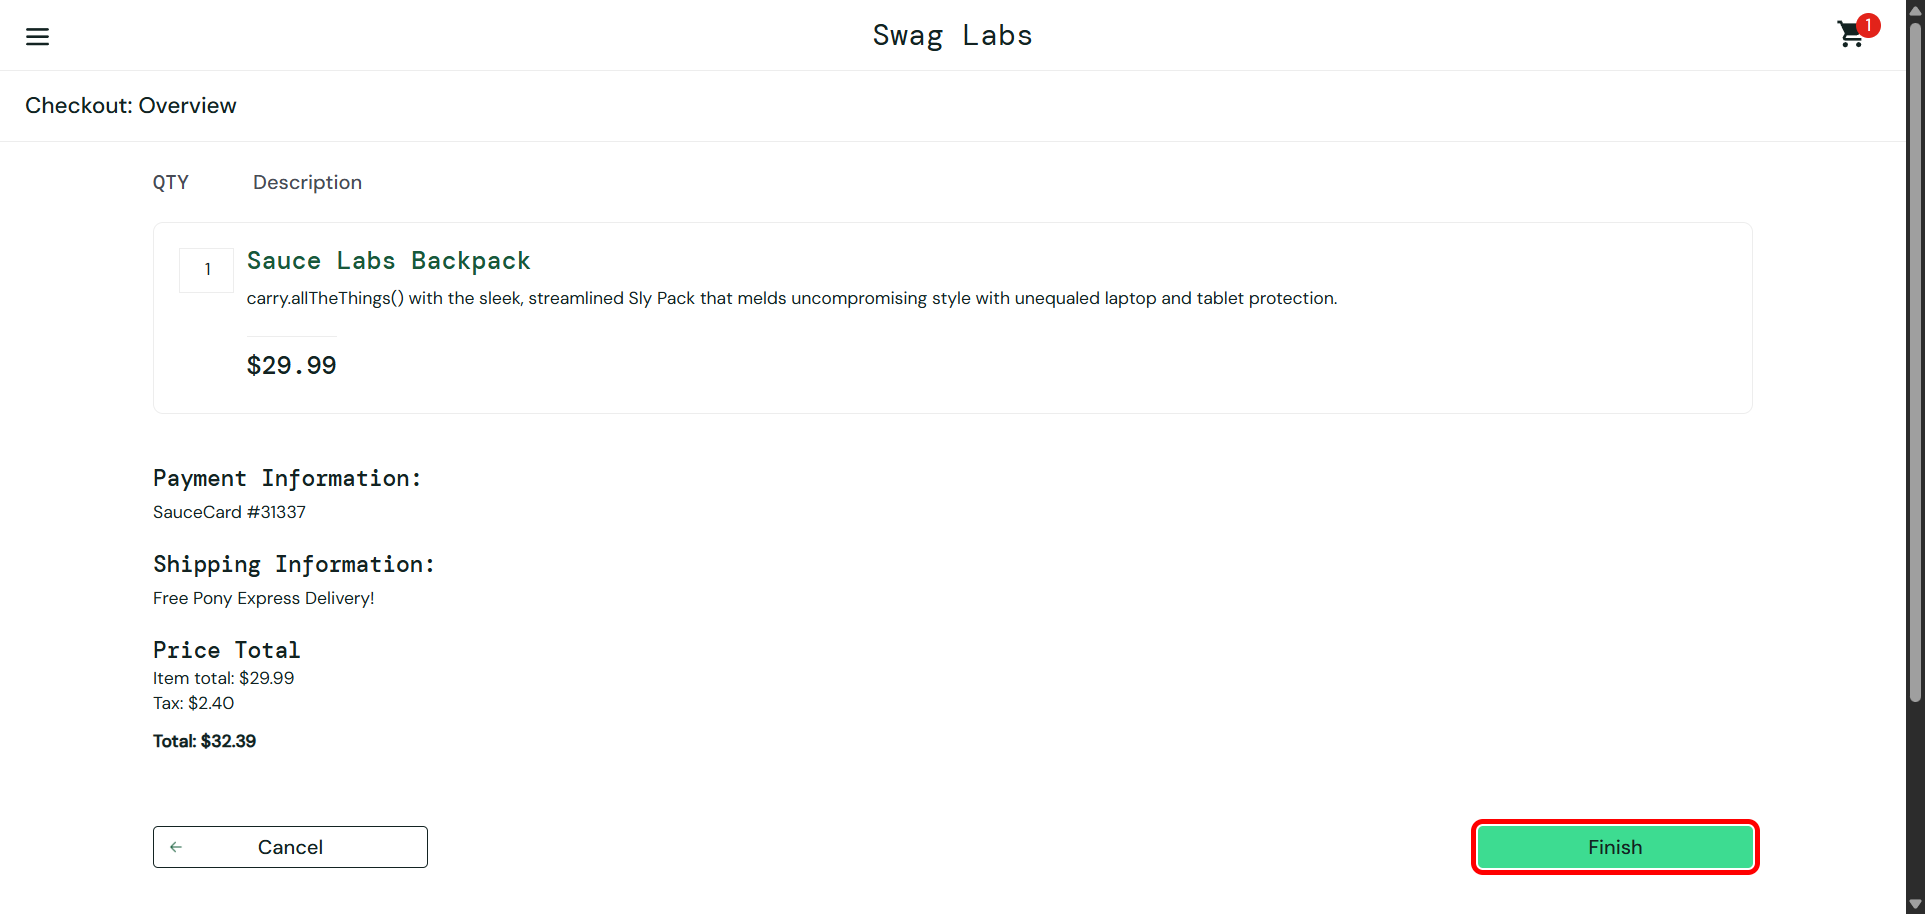 Swag Labs
1
Checkout: Overview
QTY Description
1
Sauce Labs Backpack
carry.allTheThings() with the sleek, streamlined Sly Pack that melds uncompromising style with unequaled laptop and tablet protection.
$29.99
Payment Information:
SauceCard #31337
Shipping Information:
Free Pony Express Delivery!
Price Total
Item total: $29.99
Tax: $2.40
Total: $32.39
Cancel
Finish